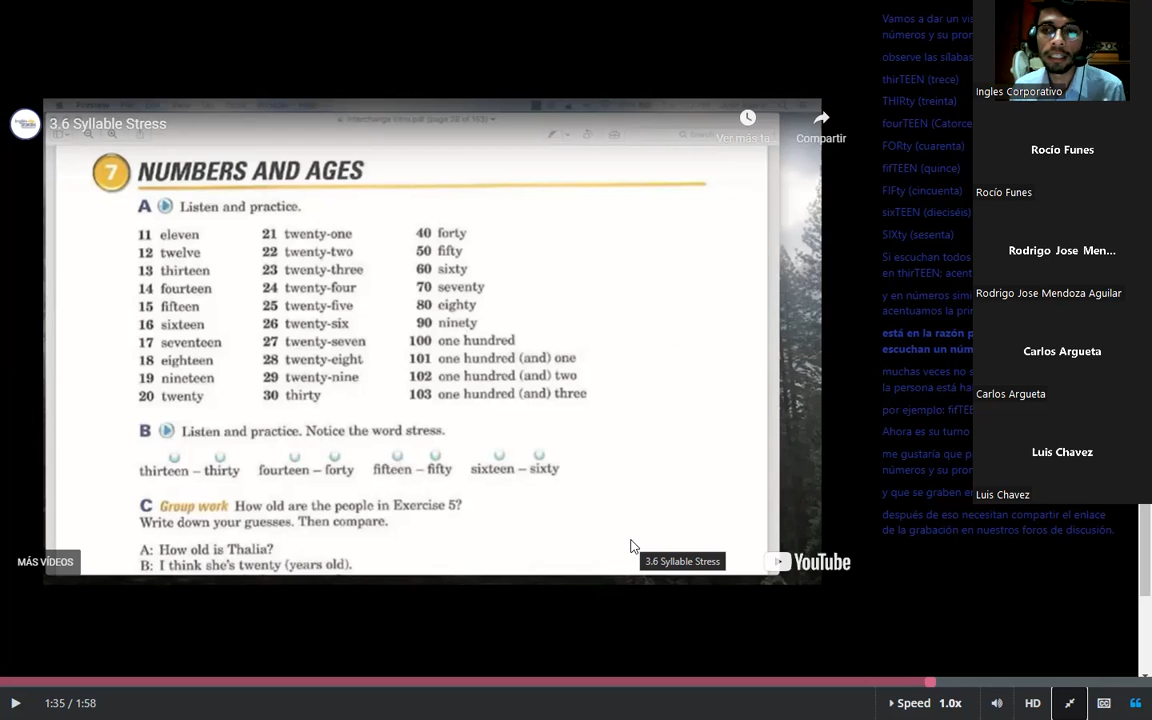 3.6 Syllable Stress
Ver más ta
Compartir
7 NUMBERS AND AGES
A Listen and practice.
11 eleven 21 twenty-one 40 forty
12 twelve 22 twenty-two 50 fifty
13 thirteen 23 twenty-three 60 sixty
14 fourteen 24 twenty-four 70 seventy
15 fifteen 25 twenty-five 80 eighty
16 sixteen 26 twenty-six 90 ninety
17 seventeen 27 twenty-seven 100 one hundred
18 eighteen 28 twenty-eight 101 one hundred (and) one
19 nineteen 29 twenty-nine 102 one hundred (and) two
20 twenty 30 thirty 103 one hundred (and) three
B Listen and practice. Notice the word stress.
thirteen – thirty fourteen – forty fifteen – fifty sixteen – sixty
C Group work How old are the people in Exercise 5?
Write down your guesses. Then compare.
A: How old is Thalia?
B: I think she's twenty (years old).
MÁS VÍDEOS
3.6 Syllable Stress
YouTube
Vamos a dar un vis
números y su pron
observe las sílabas
thirTEEN (trece)
THIRty (treinta)
fourTEEN (Catorce
FORty (cuarenta)
fifTEEN (quince)
FIFty (cincuenta)
sixTEEN (dieciséis)
SIXty (sesenta)
Si escuchan todos
en thirTEEN; acent
y en números simi
acentuamos la prim
está en la razón p
escuchan un núm
muchas veces no s
la persona está ha
por ejemplo: fifTEE
Ahora es su turno
me gustaría que p
números y su pron
y que se graben en
después de eso necesitan compartir el enlace
de la grabación en nuestros foros de discusión.
Ingles Corporativo
Rocío Funes
Rocío Funes
Rodrigo Jose Men...
Rodrigo Jose Mendoza Aguilar
Carlos Argueta
Carlos Argueta
Luis Chavez
Luis Chavez
1:35 / 1:58
Speed 1.0x
HD